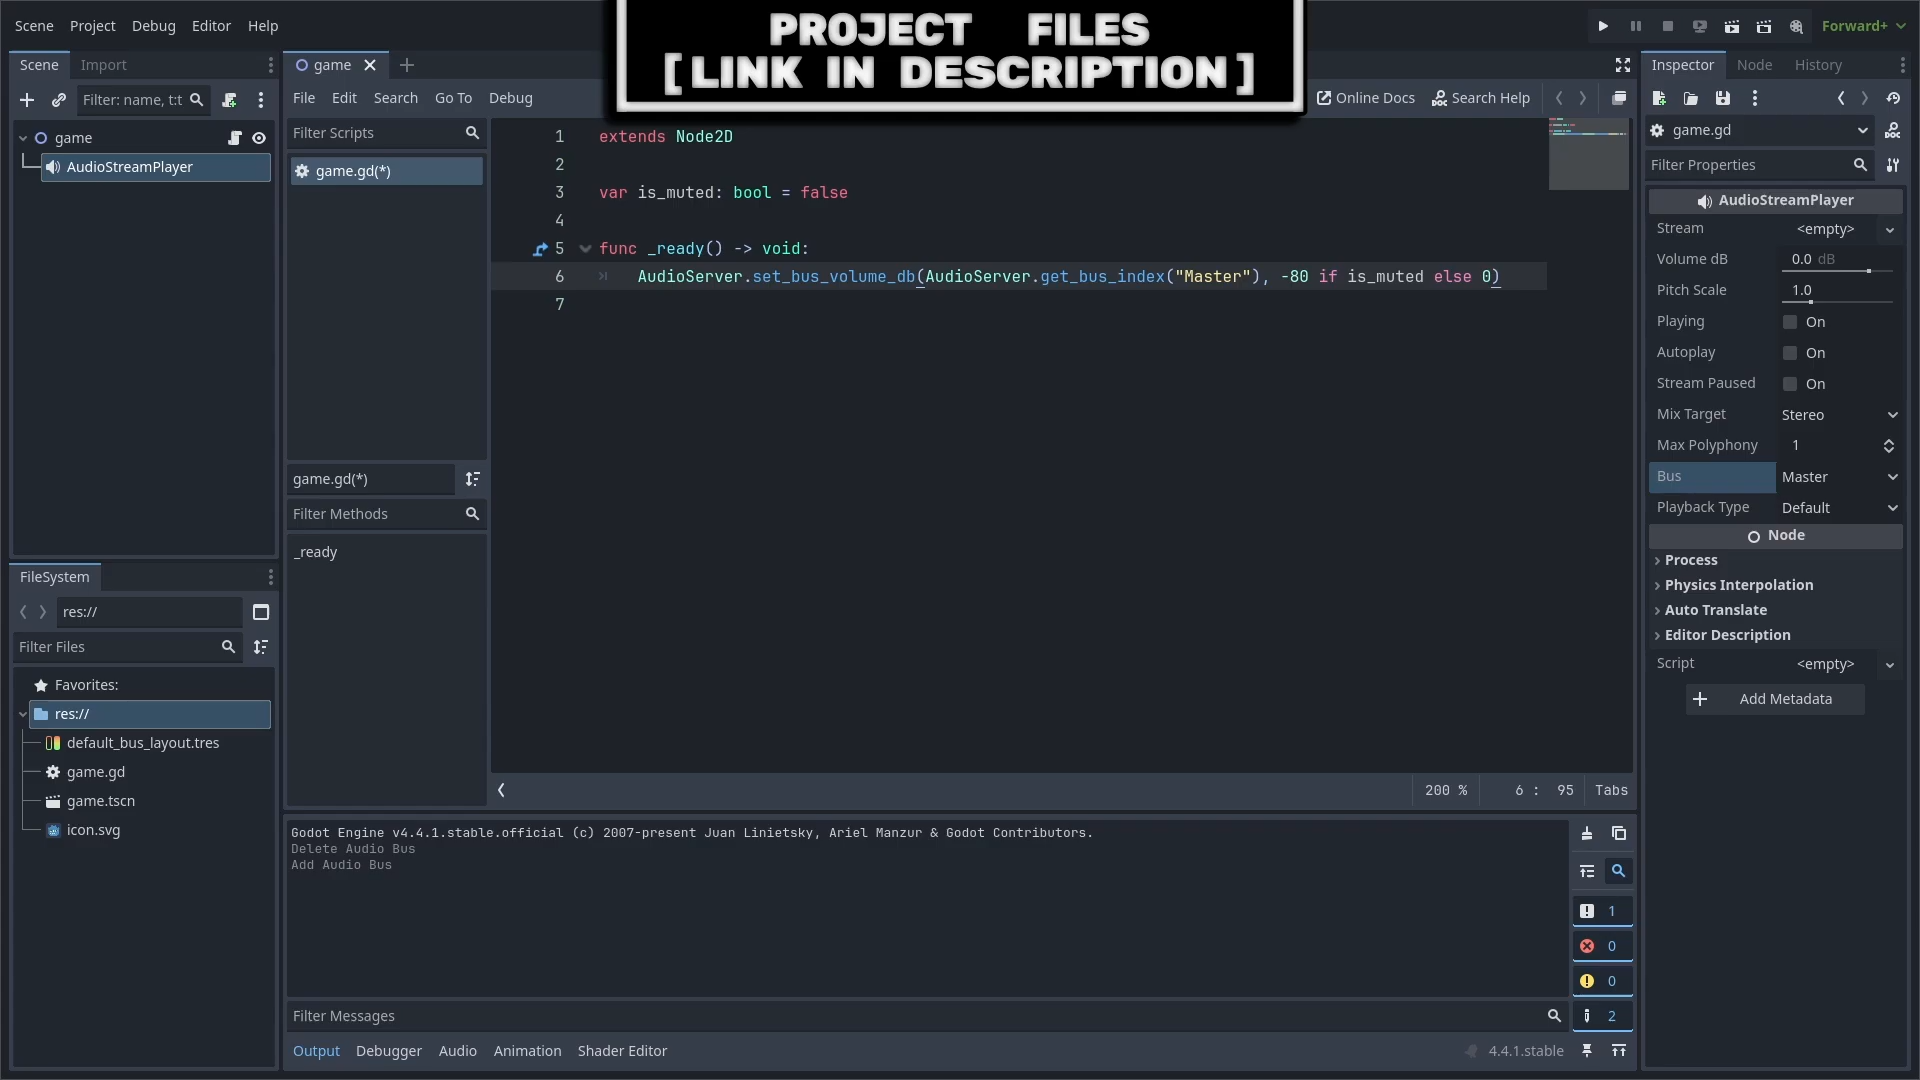 PROJECT FILES
[LINK IN DESCRIPTION]
Scene Project Debug Editor Help
Forward+
Scene Import
Filter: name, t:t
game
AudioStreamPlayer
game
File Edit Search Go To Debug
Online Docs Search Help
Filter Scripts
game.gd(*)
game.gd(*)
Filter Methods
_ready
1 extends Node2D
2
3 var is_muted: bool = false
4
5 func _ready() -> void:
6 AudioServer.set_bus_volume_db(AudioServer.get_bus_index("Master"), -80 if is_muted else 0)
7
200 % 6 : 95 Tabs
FileSystem
res://
Filter Files
Favorites:
res://
default_bus_layout.tres
game.gd
game.tscn
icon.svg
Godot Engine v4.4.1.stable.official (c) 2007-present Juan Linietsky, Ariel Manzur & Godot Contributors.
Delete Audio Bus
Add Audio Bus
1
0
0
2
Filter Messages
Output Debugger Audio Animation Shader Editor
4.4.1.stable
Inspector Node History
game.gd
Filter Properties
AudioStreamPlayer
Stream <empty>
Volume dB 0.0 dB
Pitch Scale 1.0
Playing On
Autoplay On
Stream Paused On
Mix Target Stereo
Max Polyphony 1
Bus Master
Playback Type Default
Node
Process
Physics Interpolation
Auto Translate
Editor Description
Script <empty>
Add Metadata